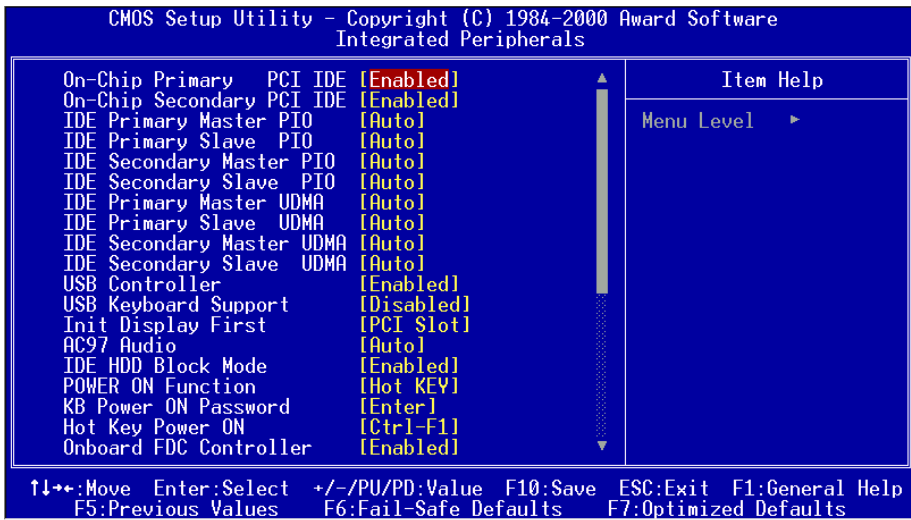 CMOS Setup Utility - Copyright (C) 1984-2000 Award Software
Integrated Peripherals
On-Chip Primary PCI IDE [Enabled]
On-Chip Secondary PCI IDE [Enabled]
IDE Primary Master PIO [Auto]
IDE Primary Slave PIO [Auto]
IDE Secondary Master PIO [Auto]
IDE Secondary Slave PIO [Auto]
IDE Primary Master UDMA [Auto]
IDE Primary Slave UDMA [Auto]
IDE Secondary Master UDMA [Auto]
IDE Secondary Slave UDMA [Auto]
USB Controller [Enabled]
USB Keyboard Support [Disabled]
Init Display First [PCI Slot]
AC97 Audio [Auto]
IDE HDD Block Mode [Enabled]
POWER ON Function [Hot KEY]
KB Power ON Password [Enter]
Hot Key Power ON [Ctrl-F1]
Onboard FDC Controller [Enabled]
Item Help
Menu Level ►
↑↓→←:Move Enter:Select +/-/PU/PD:Value F10:Save ESC:Exit F1:General Help
F5:Previous Values F6:Fail-Safe Defaults F7:Optimized Defaults